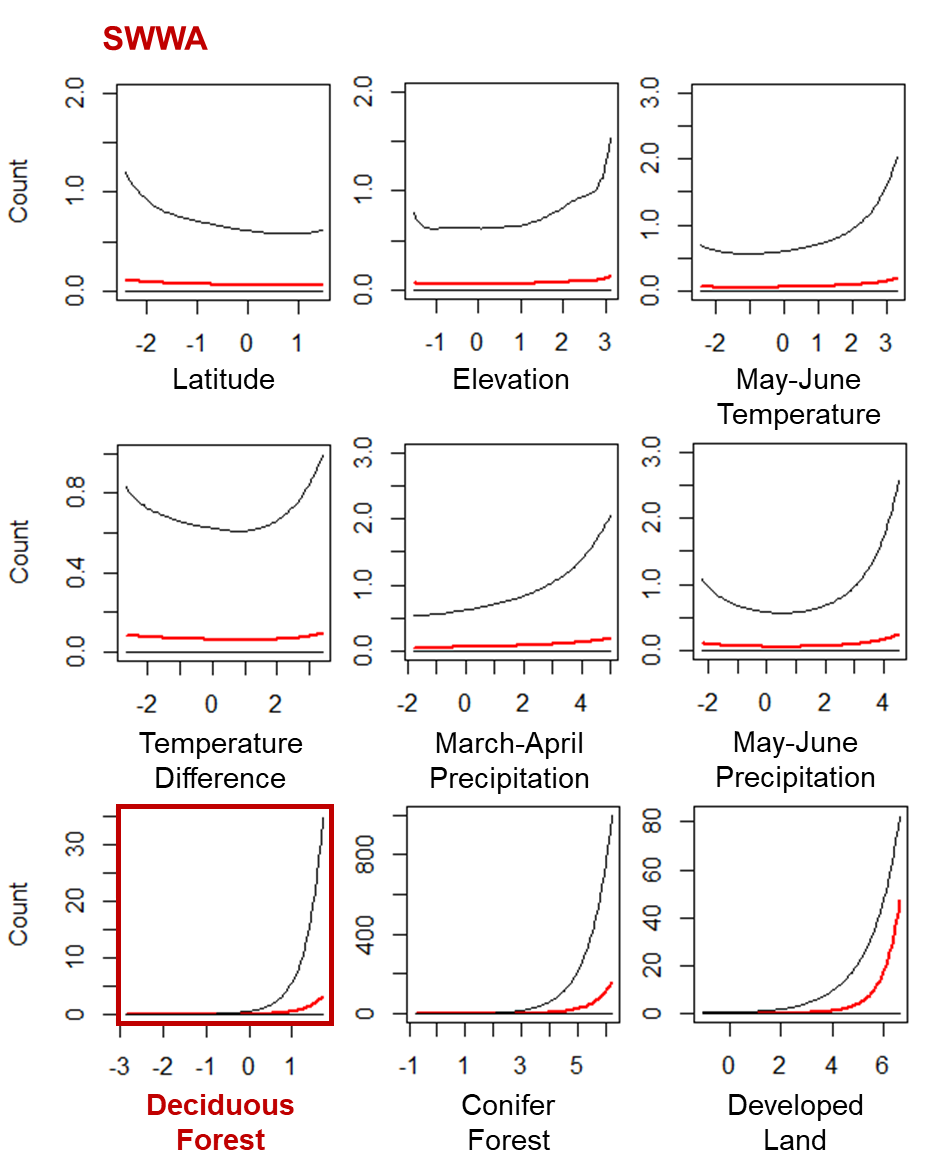 SWWA
Count
0.0 1.0 2.0
-2 -1 0 1
Latitude
0.0 1.0 2.0
-1 0 1 2 3
Elevation
0.0 1.0 2.0 3.0
-2 0 1 2 3
May-June
Temperature
Count
0.0 0.4 0.8
-2 0 2
Temperature
Difference
0.0 1.0 2.0 3.0
-2 0 2 4
March-April
Precipitation
0.0 1.0 2.0 3.0
-2 0 2 4
May-June
Precipitation
Count
0 10 20 30
-3 -2 -1 0 1
Deciduous
Forest
0 400 800
-1 1 3 5
Conifer
Forest
0 20 40 60 80
0 2 4 6
Developed
Land